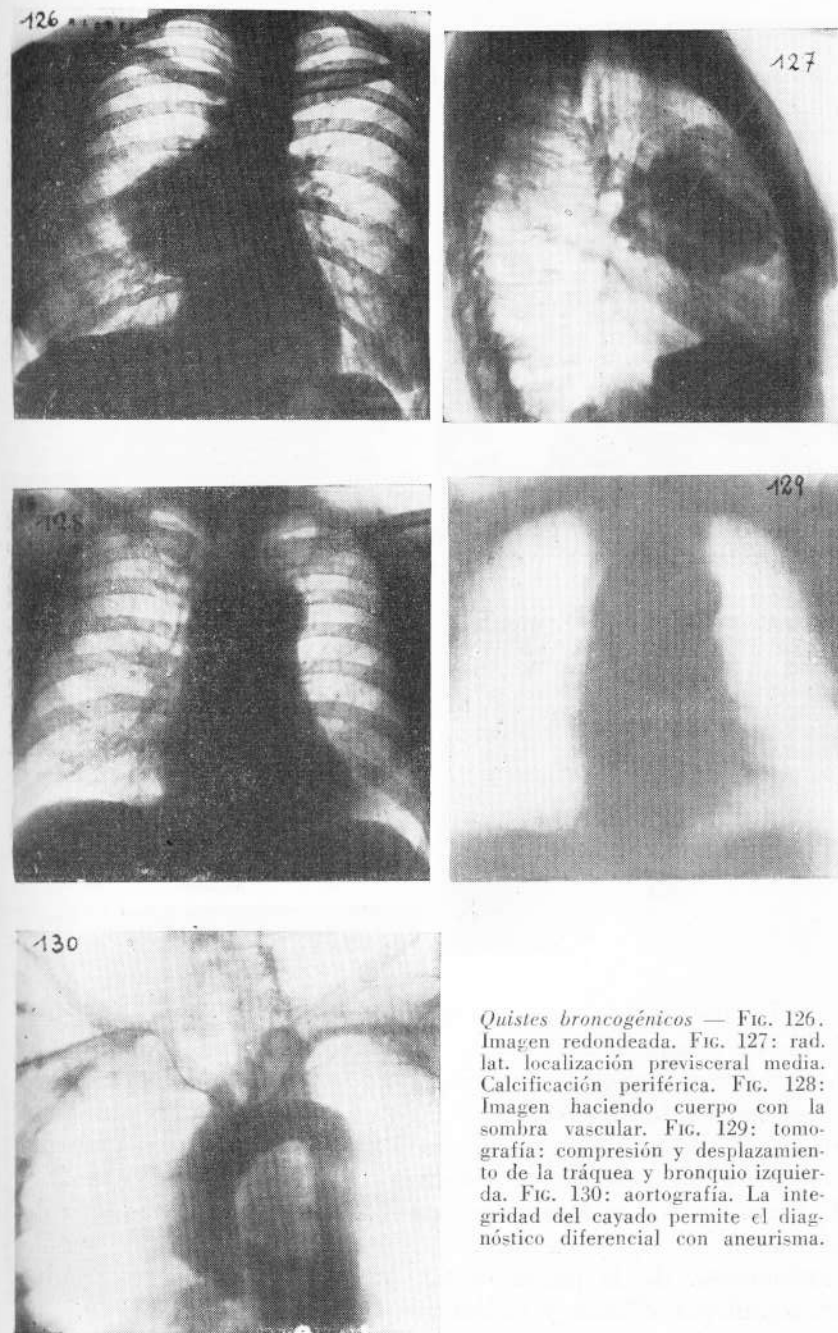 126
127
128
129
130
Quistes broncogénicos — FIG. 126.
Imagen redondeada. FIG. 127: rad.
lat. localización previsceral media.
Calcificación periférica. FIG. 128:
Imagen haciendo cuerpo con la
sombra vascular. FIG. 129: tomo-
grafía: compresión y desplazamien-
to de la tráquea y bronquio izquier-
da. FIG. 130: aortografía. La inte-
gridad del cayado permite el diag-
nóstico diferencial con aneurisma.